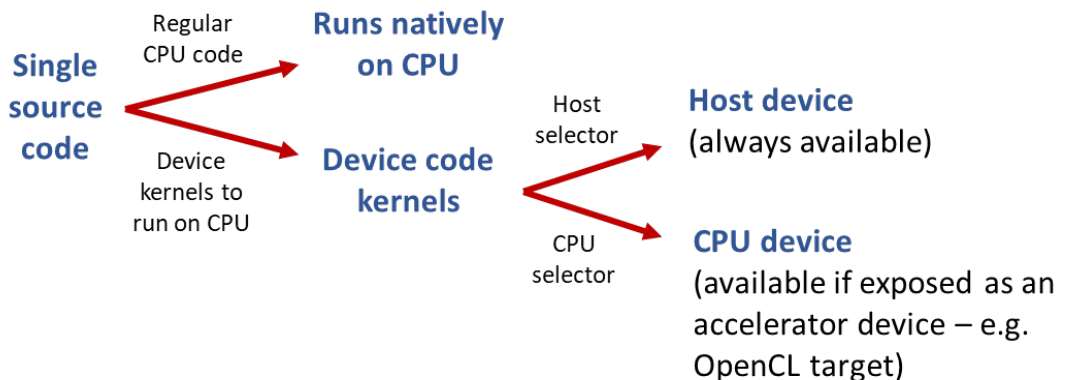 Single
source
code
Regular
CPU code
Runs natively
on CPU
Device
kernels to
run on CPU
Device code
kernels
Host
selector
Host device
(always available)
CPU
selector
CPU device
(available if exposed as an
accelerator device – e.g.
OpenCL target)